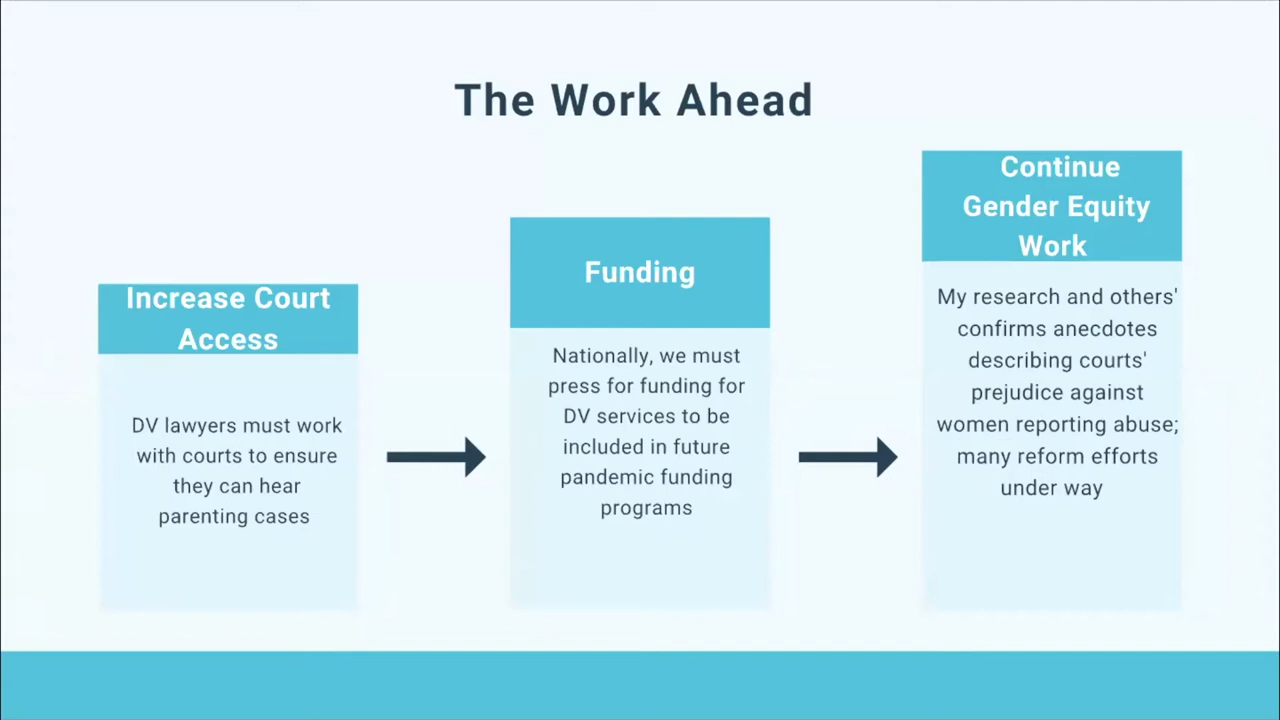 The Work Ahead
Increase Court
Access
DV lawyers must work
with courts to ensure
they can hear
parenting cases
Funding
Nationally, we must
press for funding for
DV services to be
included in future
pandemic funding
programs
Continue
Gender Equity
Work
My research and others'
confirms anecdotes
describing courts'
prejudice against
women reporting abuse;
many reform efforts
under way